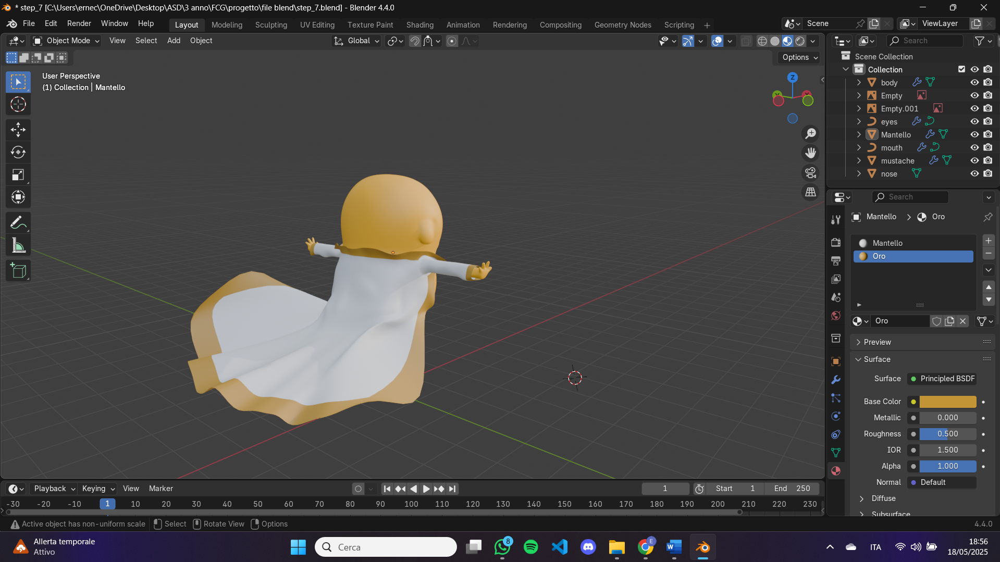 * step_7 [C:\Users\ernec\OneDrive\Desktop\ASD\3 anno\FCG\progetto\file blend\step_7.blend] - Blender 4.4.0
File Edit Render Window Help
Layout Modeling Sculpting UV Editing Texture Paint Shading Animation Rendering Compositing Geometry Nodes Scripting +
Scene
ViewLayer
Object Mode View Select Add Object
Global
Options
User Perspective
(1) Collection | Mantello
Z
Y
Search
Scene Collection
Collection
body
Empty
Empty.001
eyes
Mantello
mouth
mustache
nose
Search
Mantello > Oro
Mantello
Oro
Oro
Preview
Surface
Surface Principled BSDF
Base Color
Metallic 0.000
Roughness 0.500
IOR 1.500
Alpha 1.000
Normal Default
Diffuse
Subsurface
Playback Keying View Marker
1
Start 1
End 250
-30 -20 -10 1 10 20 30 40 50 60 70 80 90 100 110 120 130 140 150 160 170 180 190 200 210 220 230
Active object has non-uniform scale Select Rotate View Options
4.4.0
Allerta temporale
Attivo
Cerca
8
E
W
ITA
18:56
18/05/2025